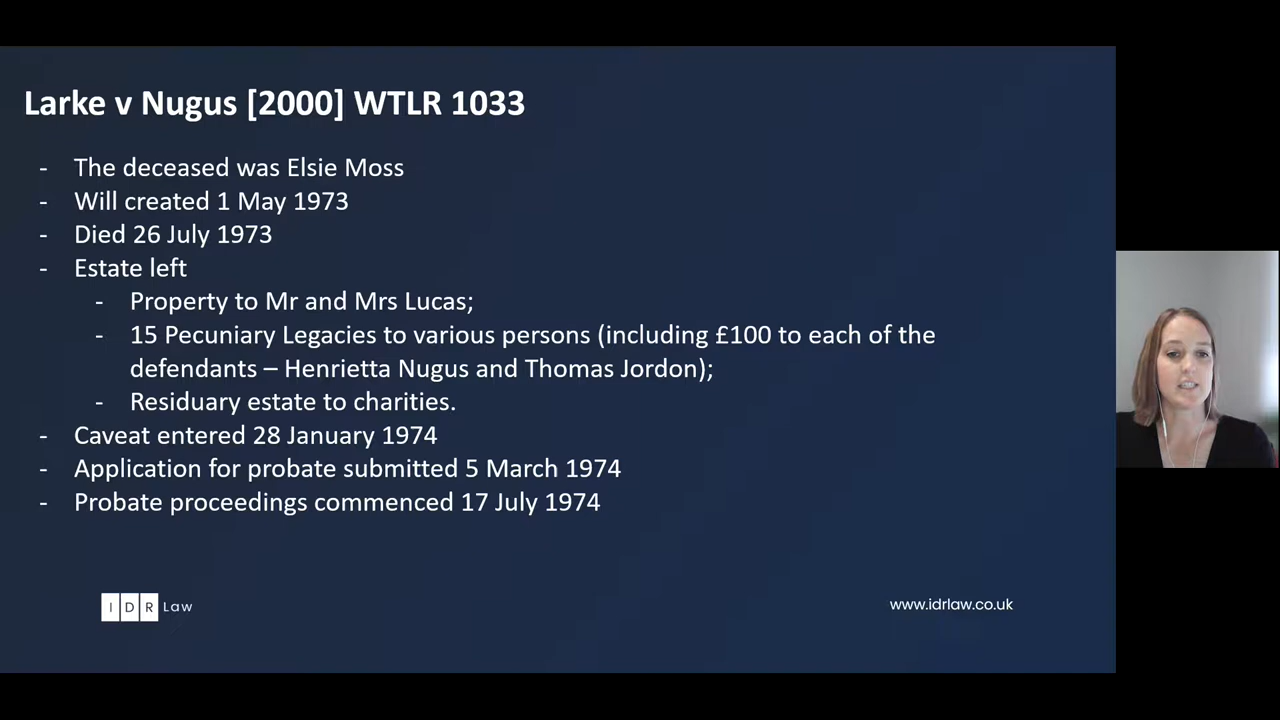 Larke v Nugus [2000] WTLR 1033
- The deceased was Elsie Moss
- Will created 1 May 1973
- Died 26 July 1973
- Estate left
- Property to Mr and Mrs Lucas;
- 15 Pecuniary Legacies to various persons (including £100 to each of the
defendants – Henrietta Nugus and Thomas Jordon);
- Residuary estate to charities.
- Caveat entered 28 January 1974
- Application for probate submitted 5 March 1974
- Probate proceedings commenced 17 July 1974
IDR Law
www.idrlaw.co.uk